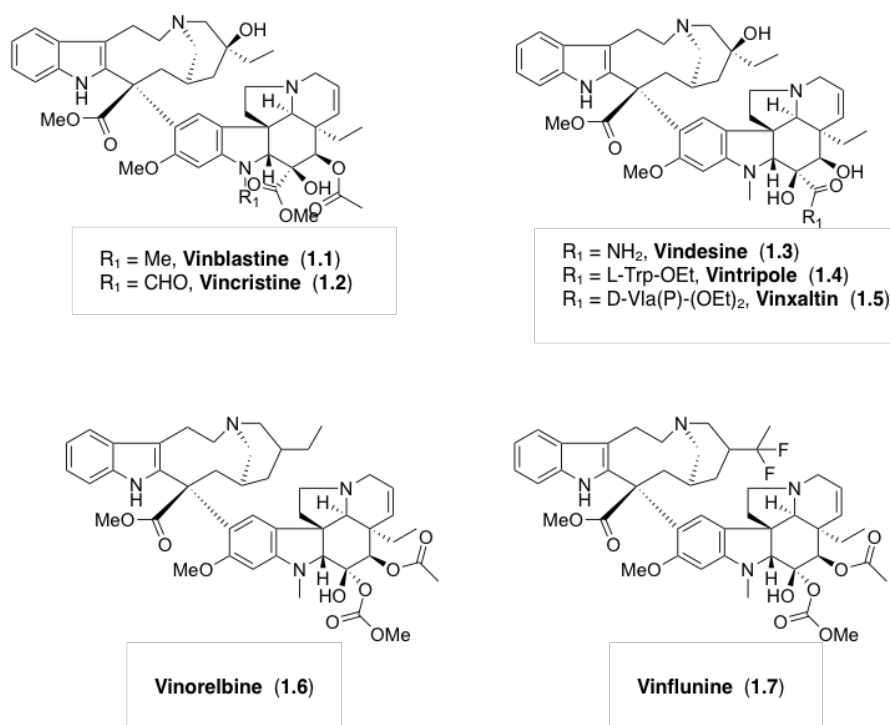 N
OH
N
H
MeO
O
N
H
MeO
N
H
O
OH
R1
O
OMe
O
O
R₁ = Me, Vinblastine (1.1)
R₁ = CHO, Vincristine (1.2)
N
OH
N
H
MeO
O
N
H
MeO
N
H
OH
HO
O
R1
R₁ = NH₂, Vindesine (1.3)
R₁ = L-Trp-OEt, Vintripole (1.4)
R₁ = D-Vla(P)-(OEt)₂, Vinxaltin (1.5)
N
N
H
MeO
O
N
H
MeO
N
H
O
O
HO
O
O
OMe
Vinorelbine (1.6)
N
F
F
N
H
MeO
O
N
H
MeO
N
H
O
O
HO
O
O
OMe
Vinflunine (1.7)